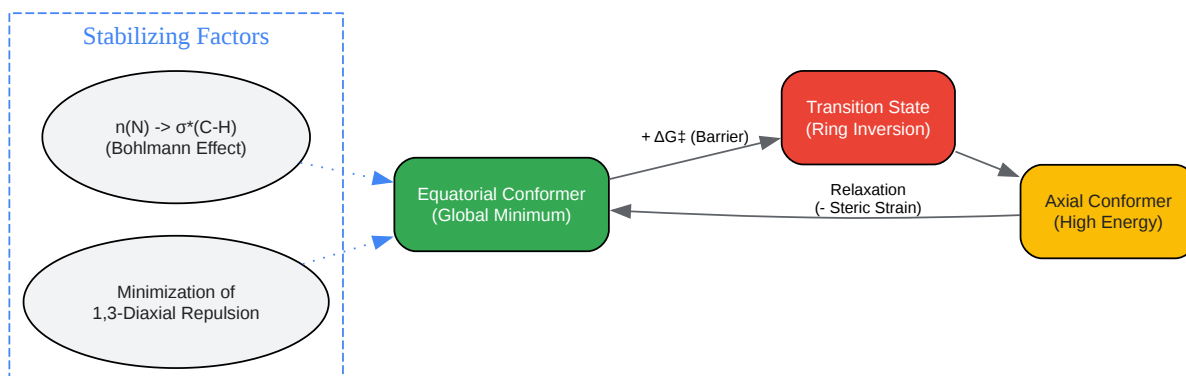 Stabilizing Factors
n(N) -> σ*(C-H)
(Bohlmann Effect)
Minimization of
1,3-Diaxial Repulsion
Equatorial Conformer
(Global Minimum)
+ ΔG‡ (Barrier)
Transition State
(Ring Inversion)
Relaxation
(- Steric Strain)
Axial Conformer
(High Energy)